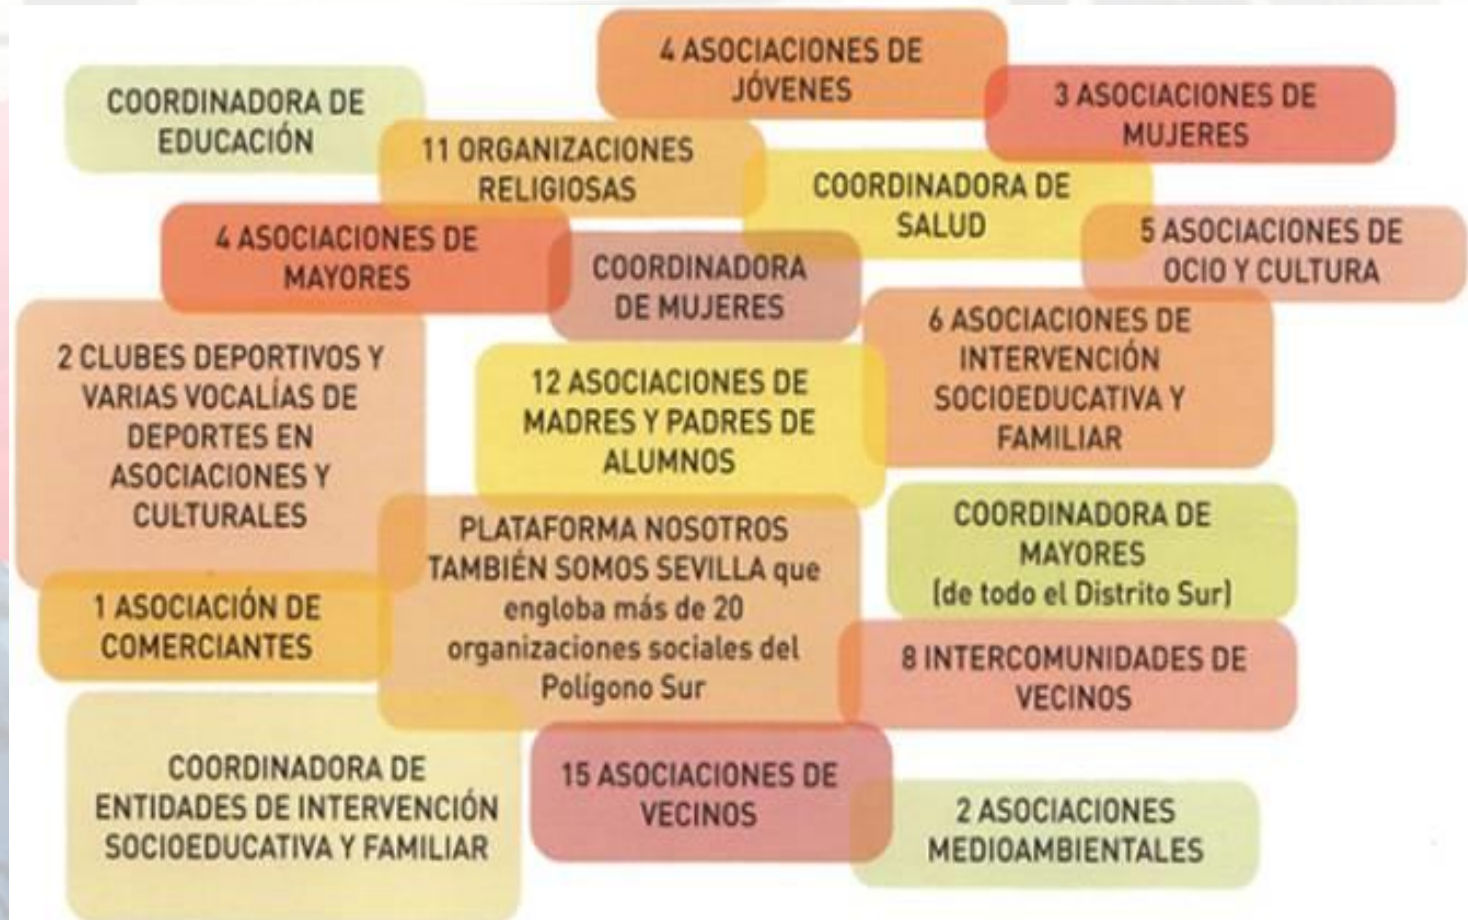 4 ASOCIACIONES DE
JÓVENES
COORDINADORA DE
EDUCACIÓN
3 ASOCIACIONES DE
MUJERES
11 ORGANIZACIONES
RELIGIOSAS
COORDINADORA DE
SALUD
4 ASOCIACIONES DE
MAYORES
COORDINADORA
DE MUJERES
5 ASOCIACIONES DE
OCIO Y CULTURA
2 CLUBES DEPORTIVOS Y
VARIAS VOCALÍAS DE
DEPORTES EN
ASOCIACIONES Y
CULTURALES
12 ASOCIACIONES DE
MADRES Y PADRES DE
ALUMNOS
6 ASOCIACIONES DE
INTERVENCIÓN
SOCIOEDUCATIVA Y
FAMILIAR
PLATAFORMA NOSOTROS
TAMBIÉN SOMOS SEVILLA que
engloba más de 20
organizaciones sociales del
Polígono Sur
COORDINADORA DE
MAYORES
(de todo el Distrito Sur)
1 ASOCIACIÓN DE
COMERCIANTES
8 INTERCOMUNIDADES DE
VECINOS
COORDINADORA DE
ENTIDADES DE INTERVENCIÓN
SOCIOEDUCATIVA Y FAMILIAR
15 ASOCIACIONES DE
VECINOS
2 ASOCIACIONES
MEDIOAMBIENTALES